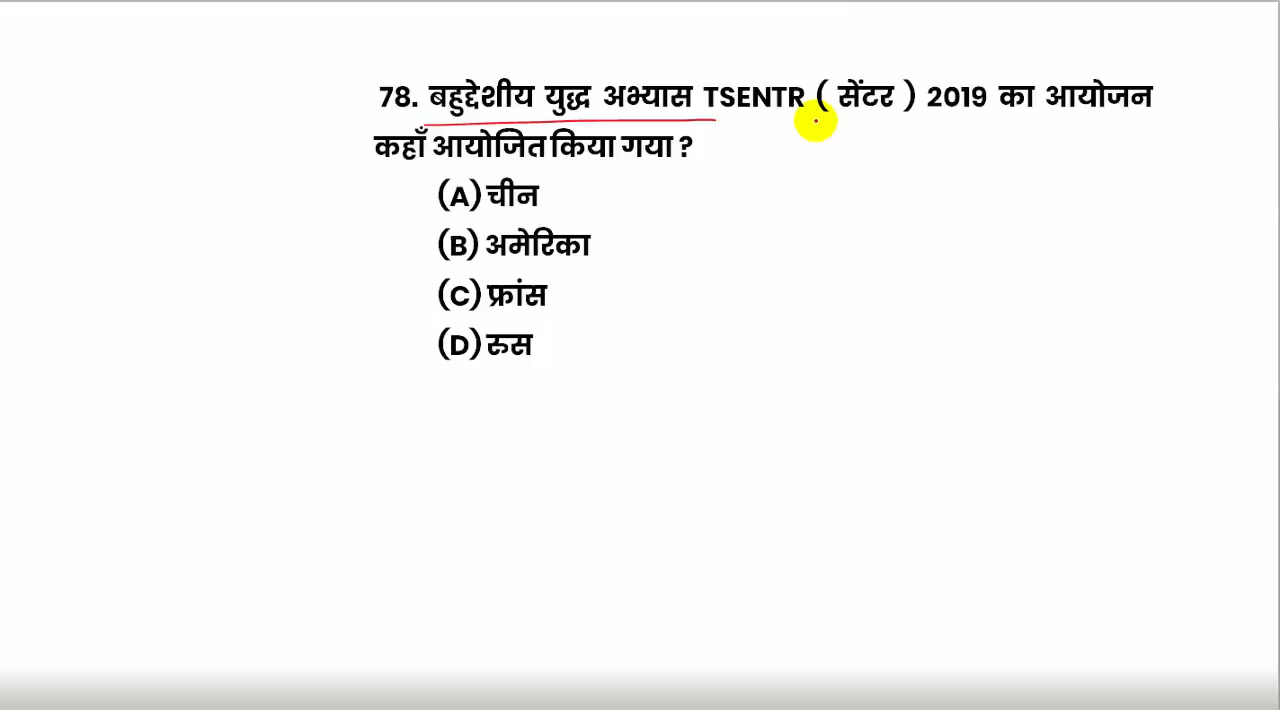 78. बहुद्देशीय युद्ध अभ्यास TSENTR ( सेंटर ) 2019 का आयोजन
कहाँ आयोजित किया गया ?
(A) चीन
(B) अमेरिका
(C) फ्रांस
(D) रुस